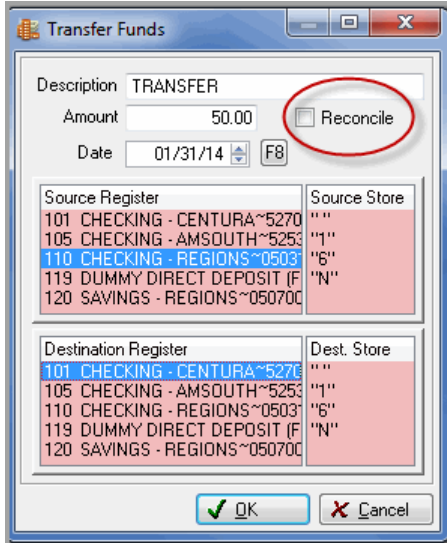 Transfer Funds
Description TRANSFER
Amount 50.00 Reconcile
Date 01/31/14 F8
Source Register Source Store
101 CHECKING - CENTURA~5270 " "
105 CHECKING - AMSOUTH~5253 "1"
110 CHECKING - REGIONS~0503 "6"
119 DUMMY DIRECT DEPOSIT (F "N"
120 SAVINGS - REGIONS~050700
Destination Register Dest. Store
101 CHECKING - CENTURA~5270 " "
105 CHECKING - AMSOUTH~5253 "1"
110 CHECKING - REGIONS~0503 "6"
119 DUMMY DIRECT DEPOSIT (F "N"
120 SAVINGS - REGIONS~050700
OK Cancel